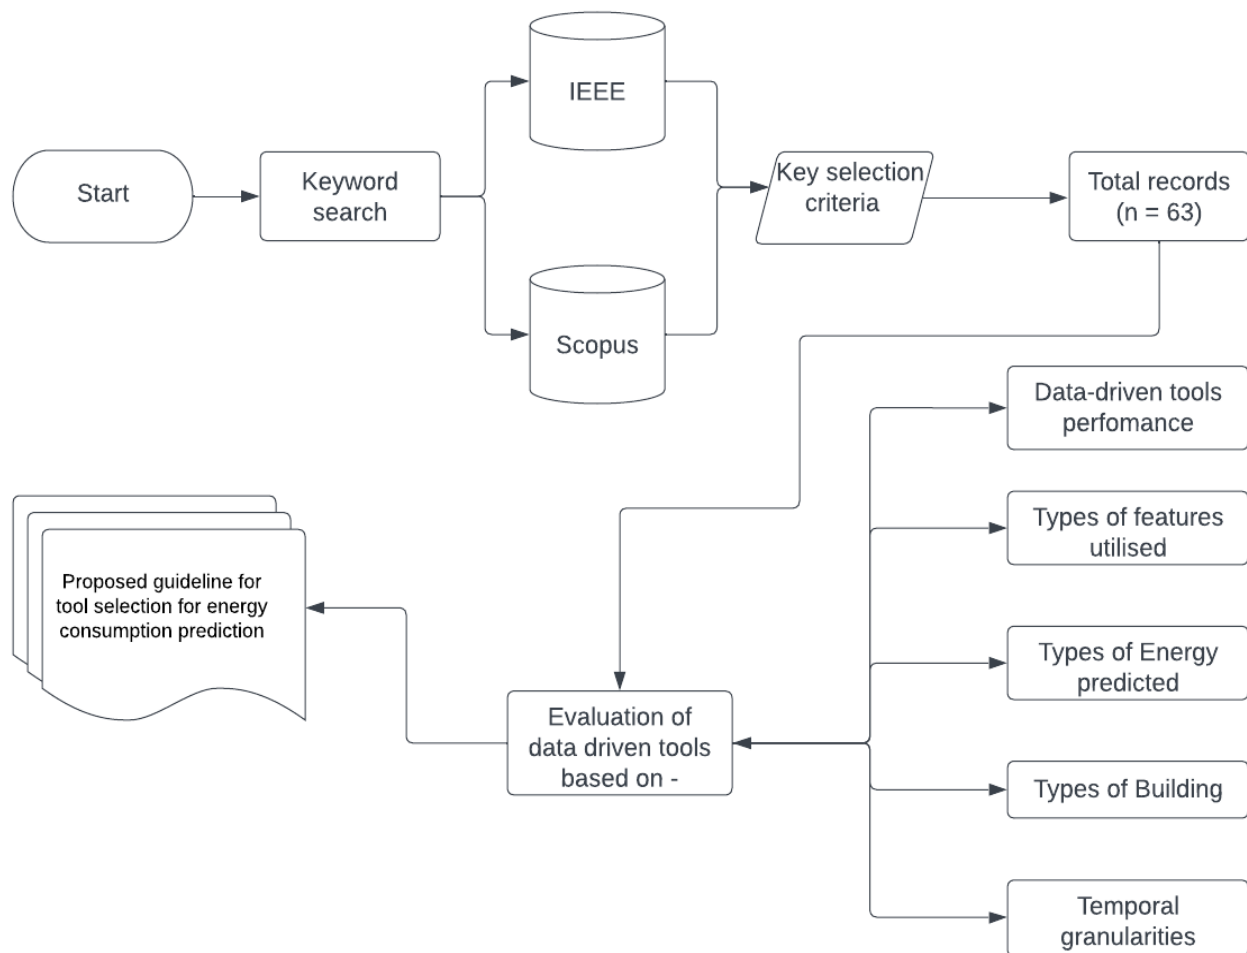 IEEE
Start
Keyword
search
Key selection
criteria
Total records
(n = 63)
Scopus
Data-driven tools
perfomance
Types of features
utilised
Types of Energy
predicted
Types of Building
Temporal
granularities
Evaluation of
data driven tools
based on -
Proposed guideline for
tool selection for energy
consumption prediction